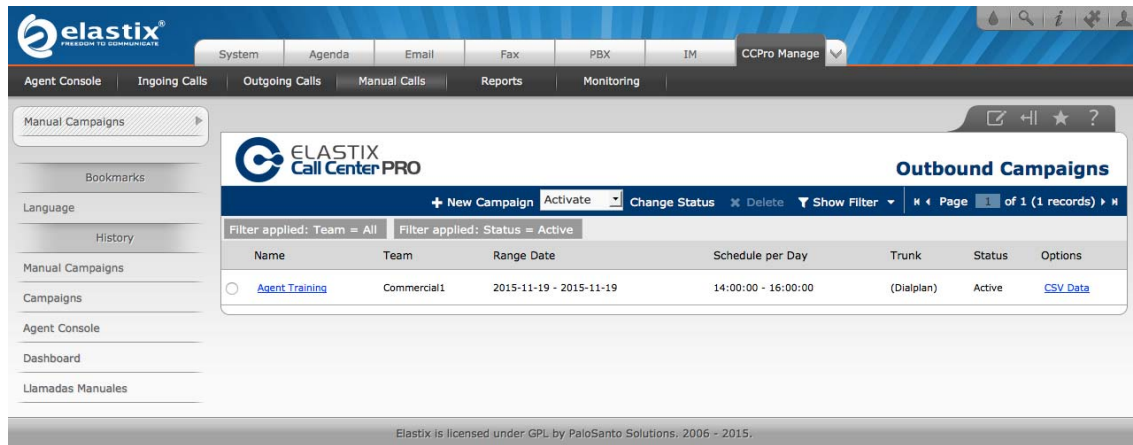 elastix®
FREEDOM TO COMMUNICATE
System Agenda Email Fax PBX IM CCPro Manage
Agent Console Ingoing Calls Outgoing Calls Manual Calls Reports Monitoring
Manual Campaigns
Bookmarks
Language
History
Manual Campaigns
Campaigns
Agent Console
Dashboard
Llamadas Manuales
ELASTIX
Call Center PRO
Outbound Campaigns
New Campaign Activate Change Status Delete Show Filter Page 1 of 1 (1 records)
Filter applied: Team = All Filter applied: Status = Active
Name Team Range Date Schedule per Day Trunk Status Options
Agent Training Commercial1 2015-11-19 - 2015-11-19 14:00:00 - 16:00:00 (Dialplan) Active CSV Data
Elastix is licensed under GPL by PaloSanto Solutions. 2006 - 2015.